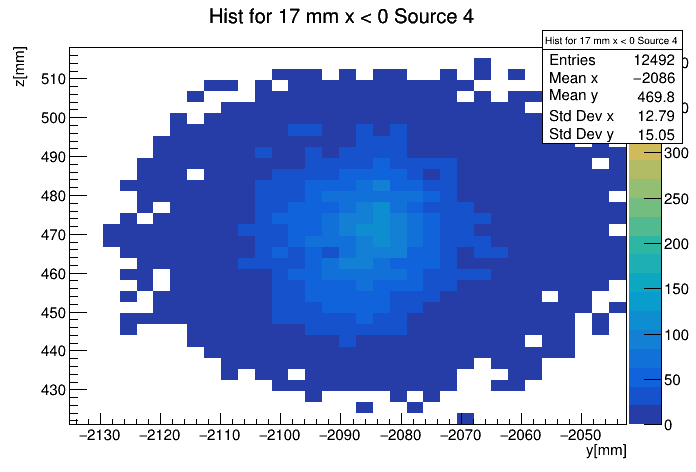 Hist for 17 mm x < 0 Source 4
z[mm]
Hist for 17 mm x < 0 Source 4
Entries 12492
Mean x −2086
Mean y 469.8
Std Dev x 12.79
Std Dev y 15.05
510
500
490
480
470
460
450
440
430
0
0
300
250
200
150
100
50
0
−2130 −2120 −2110 −2100 −2090 −2080 −2070 −2060 −2050
y[mm]